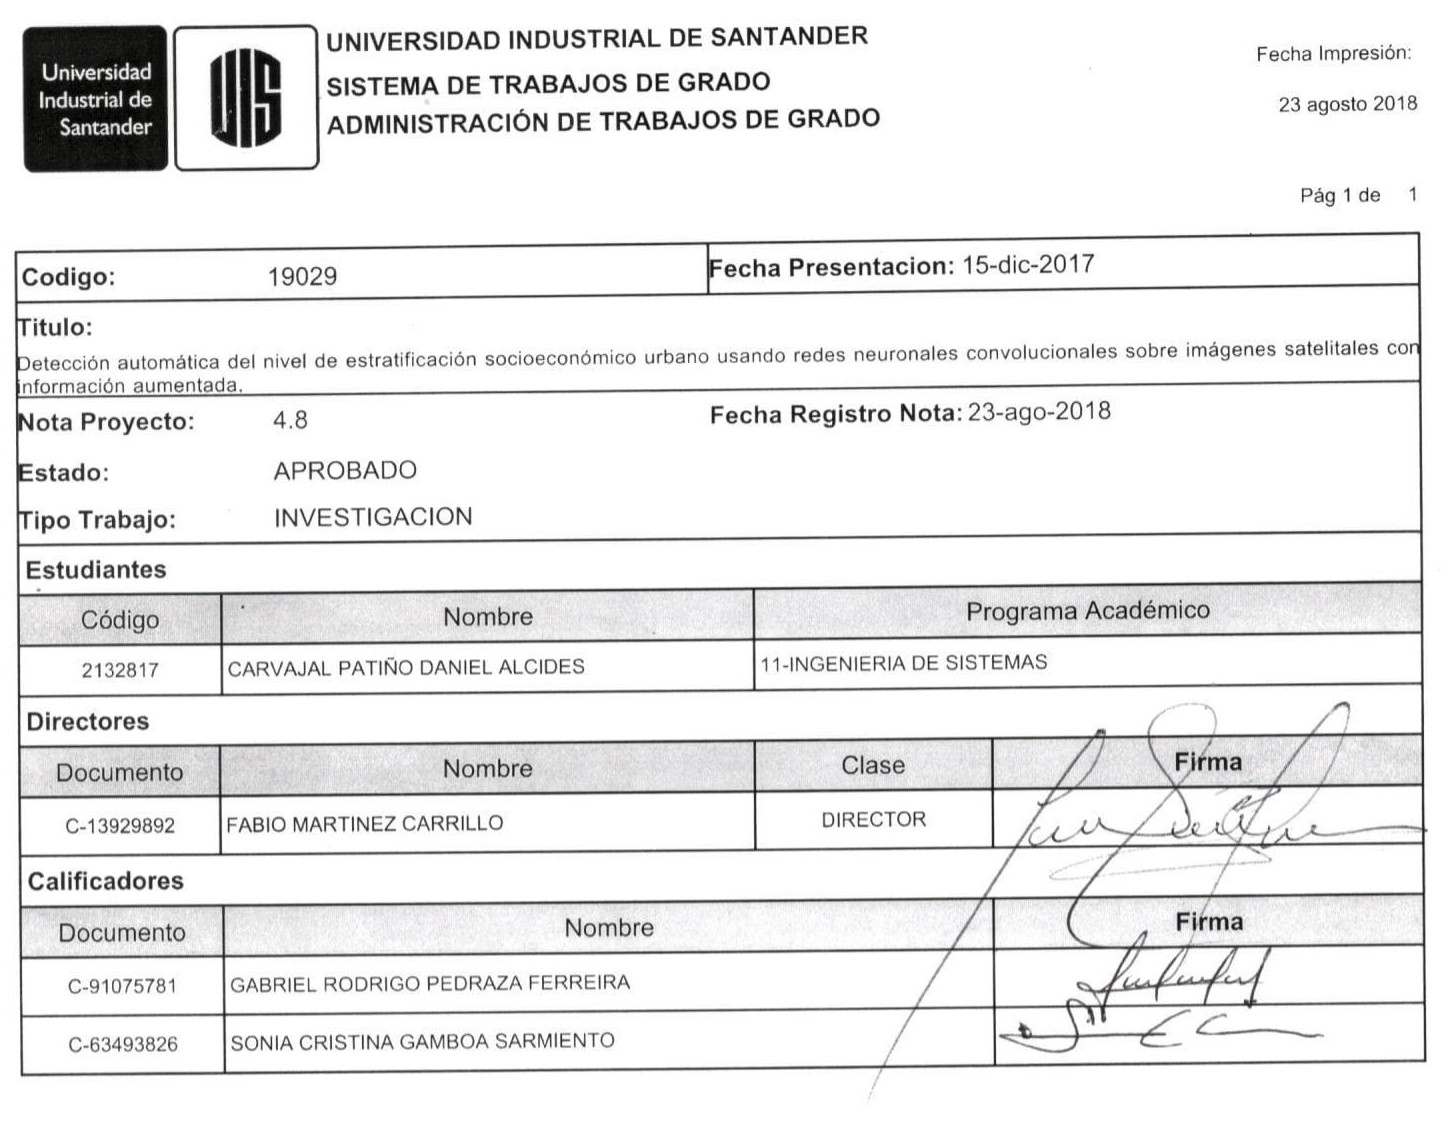 Universidad
Industrial de
Santander
UIS
UNIVERSIDAD INDUSTRIAL DE SANTANDER
SISTEMA DE TRABAJOS DE GRADO
ADMINISTRACIÓN DE TRABAJOS DE GRADO
Fecha Impresión:
23 agosto 2018
Pág 1 de 1
Codigo: 19029 Fecha Presentacion: 15-dic-2017
Titulo:
Detección automática del nivel de estratificación socioeconómico urbano usando redes neuronales convolucionales sobre imágenes satelitales con
información aumentada.
Nota Proyecto: 4.8 Fecha Registro Nota: 23-ago-2018
Estado: APROBADO
Tipo Trabajo: INVESTIGACION
Estudiantes
Código Nombre Programa Académico
2132817 CARVAJAL PATIÑO DANIEL ALCIDES 11-INGENIERIA DE SISTEMAS
Directores
Documento Nombre Clase Firma
C-13929892 FABIO MARTINEZ CARRILLO DIRECTOR
Calificadores
Documento Nombre Firma
C-91075781 GABRIEL RODRIGO PEDRAZA FERREIRA
C-63493826 SONIA CRISTINA GAMBOA SARMIENTO